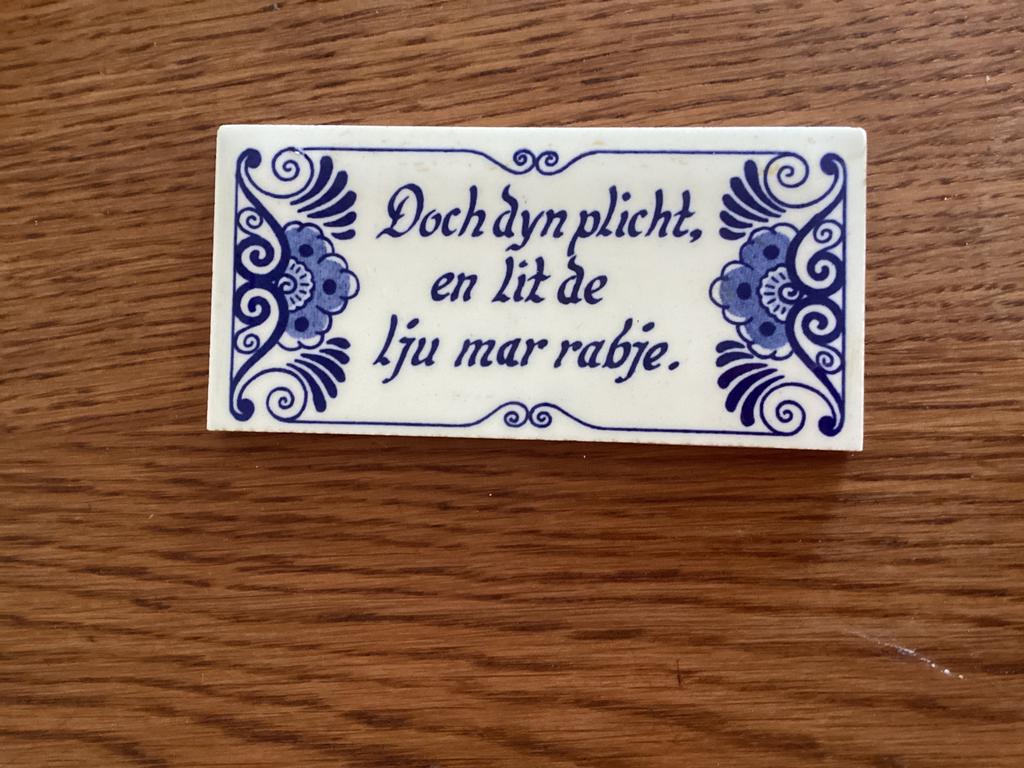 Doch dyn plicht,
en lit de
lju mar rabje.